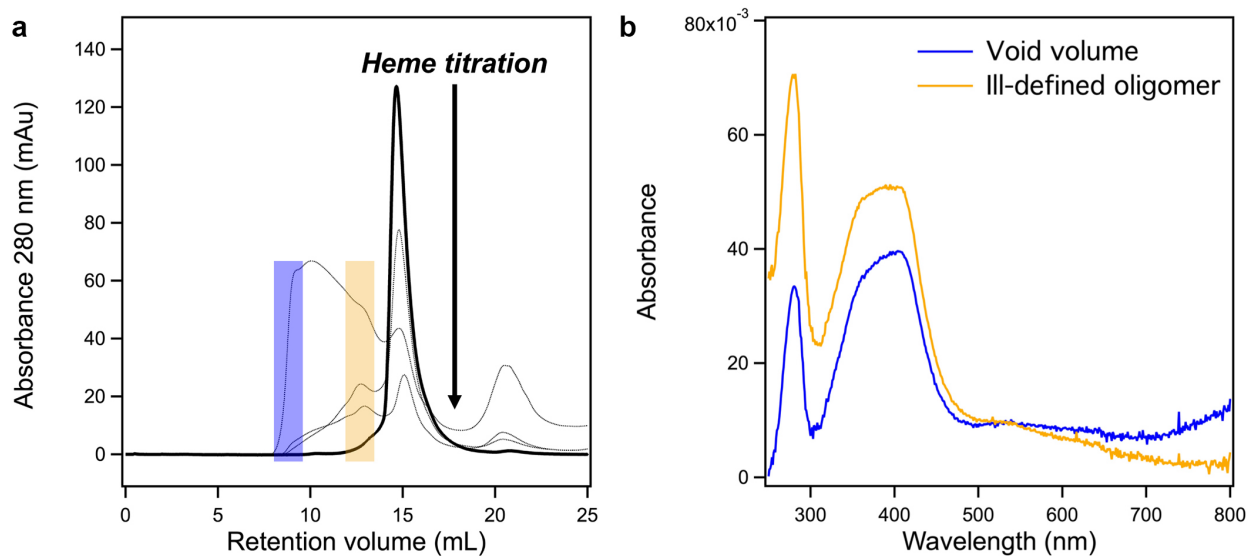 a
140
120
100
80
60
40
20
0
Absorbance 280 nm (mAu)
Heme titration
0 5 10 15 20 25
Retention volume (mL)
b
80x10⁻³
60
40
20
0
Absorbance
Void volume
Ill-defined oligomer
300 400 500 600 700 800
Wavelength (nm)